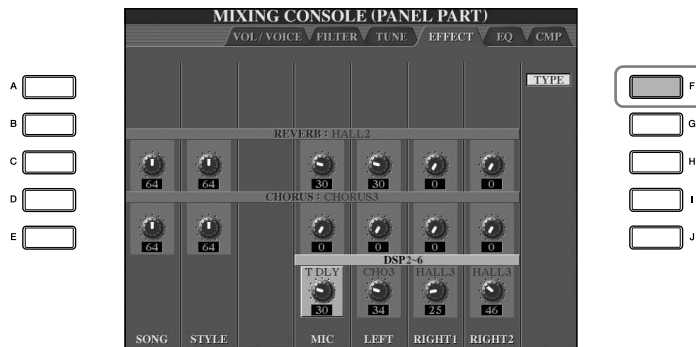 MIXING CONSOLE (PANEL PART)
VOL / VOICE FILTER TUNE EFFECT EQ CMP
TYPE
A
B
C
D
E
F
G
H
I
J
REVERB : HALL2
64 64 30 30 0 0
CHORUS : CHORUS3
64 64 0 0 0 0
DSP2~6
T DLY CHO3 HALL3 HALL3
30 34 25 46
SONG STYLE MIC LEFT RIGHT1 RIGHT2